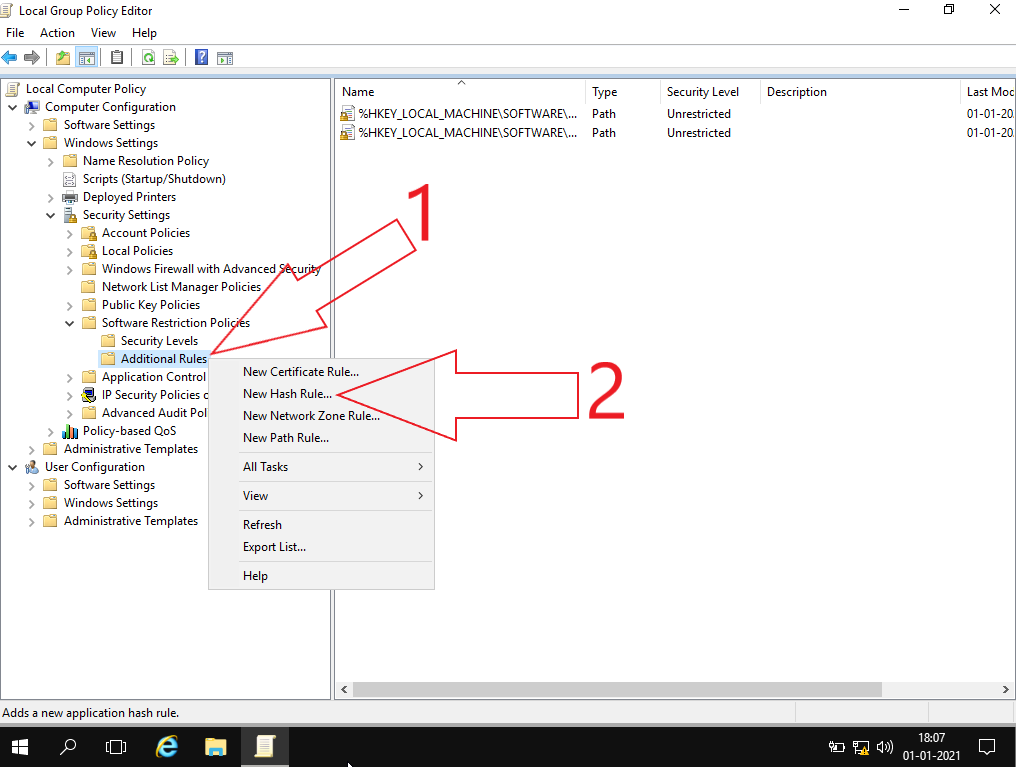 Local Group Policy Editor
File Action View Help
Local Computer Policy
Computer Configuration
Software Settings
Windows Settings
Name Resolution Policy
Scripts (Startup/Shutdown)
Deployed Printers
Security Settings
Account Policies
Local Policies
Windows Firewall with Advanced Security
Network List Manager Policies
Public Key Policies
Software Restriction Policies
Security Levels
Additional Rules
Application Control
IP Security Policies o
Advanced Audit Pol
Policy-based QoS
Administrative Templates
User Configuration
Software Settings
Windows Settings
Administrative Templates
Name Type Security Level Description Last Moc
%HKEY_LOCAL_MACHINE\SOFTWARE\... Path Unrestricted 01-01-20
%HKEY_LOCAL_MACHINE\SOFTWARE\... Path Unrestricted 01-01-20
1
2
New Certificate Rule...
New Hash Rule...
New Network Zone Rule...
New Path Rule...
All Tasks
View
Refresh
Export List...
Help
Adds a new application hash rule.
18:07
01-01-2021